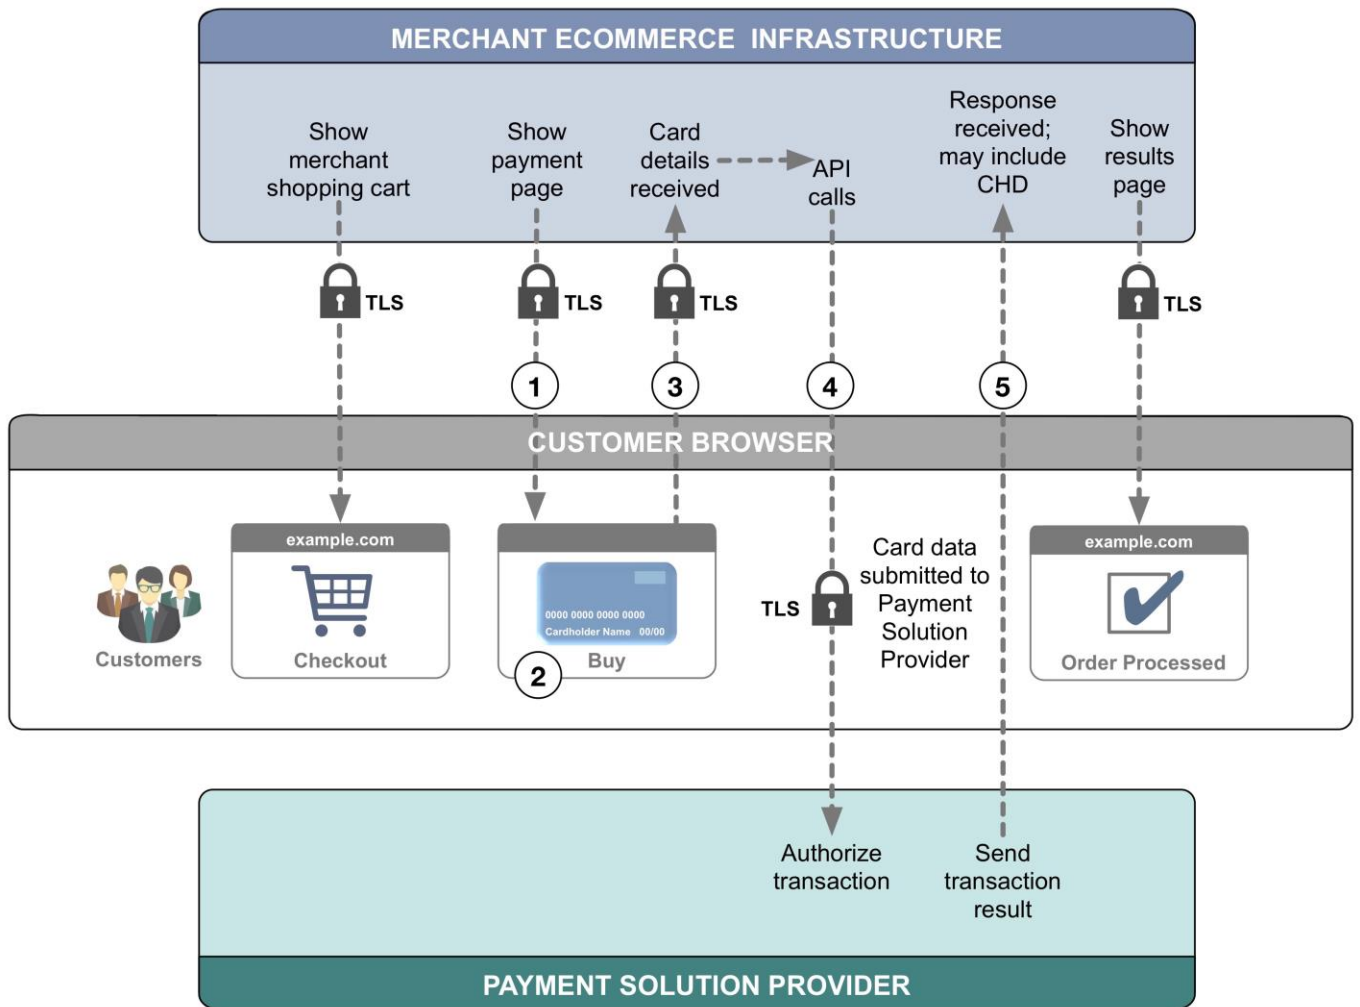 MERCHANT ECOMMERCE INFRASTRUCTURE
Show
merchant
shopping cart
Show
payment
page
Card
details
received
API
calls
Response
received;
may include
CHD
Show
results
page
TLS
TLS
TLS
TLS
1
3
4
5
CUSTOMER BROWSER
Customers
example.com
Checkout
0000 0000 0000 0000
Cardholder Name 00/00
Buy
2
TLS
Card data
submitted to
Payment
Solution
Provider
example.com
Order Processed
Authorize
transaction
Send
transaction
result
PAYMENT SOLUTION PROVIDER